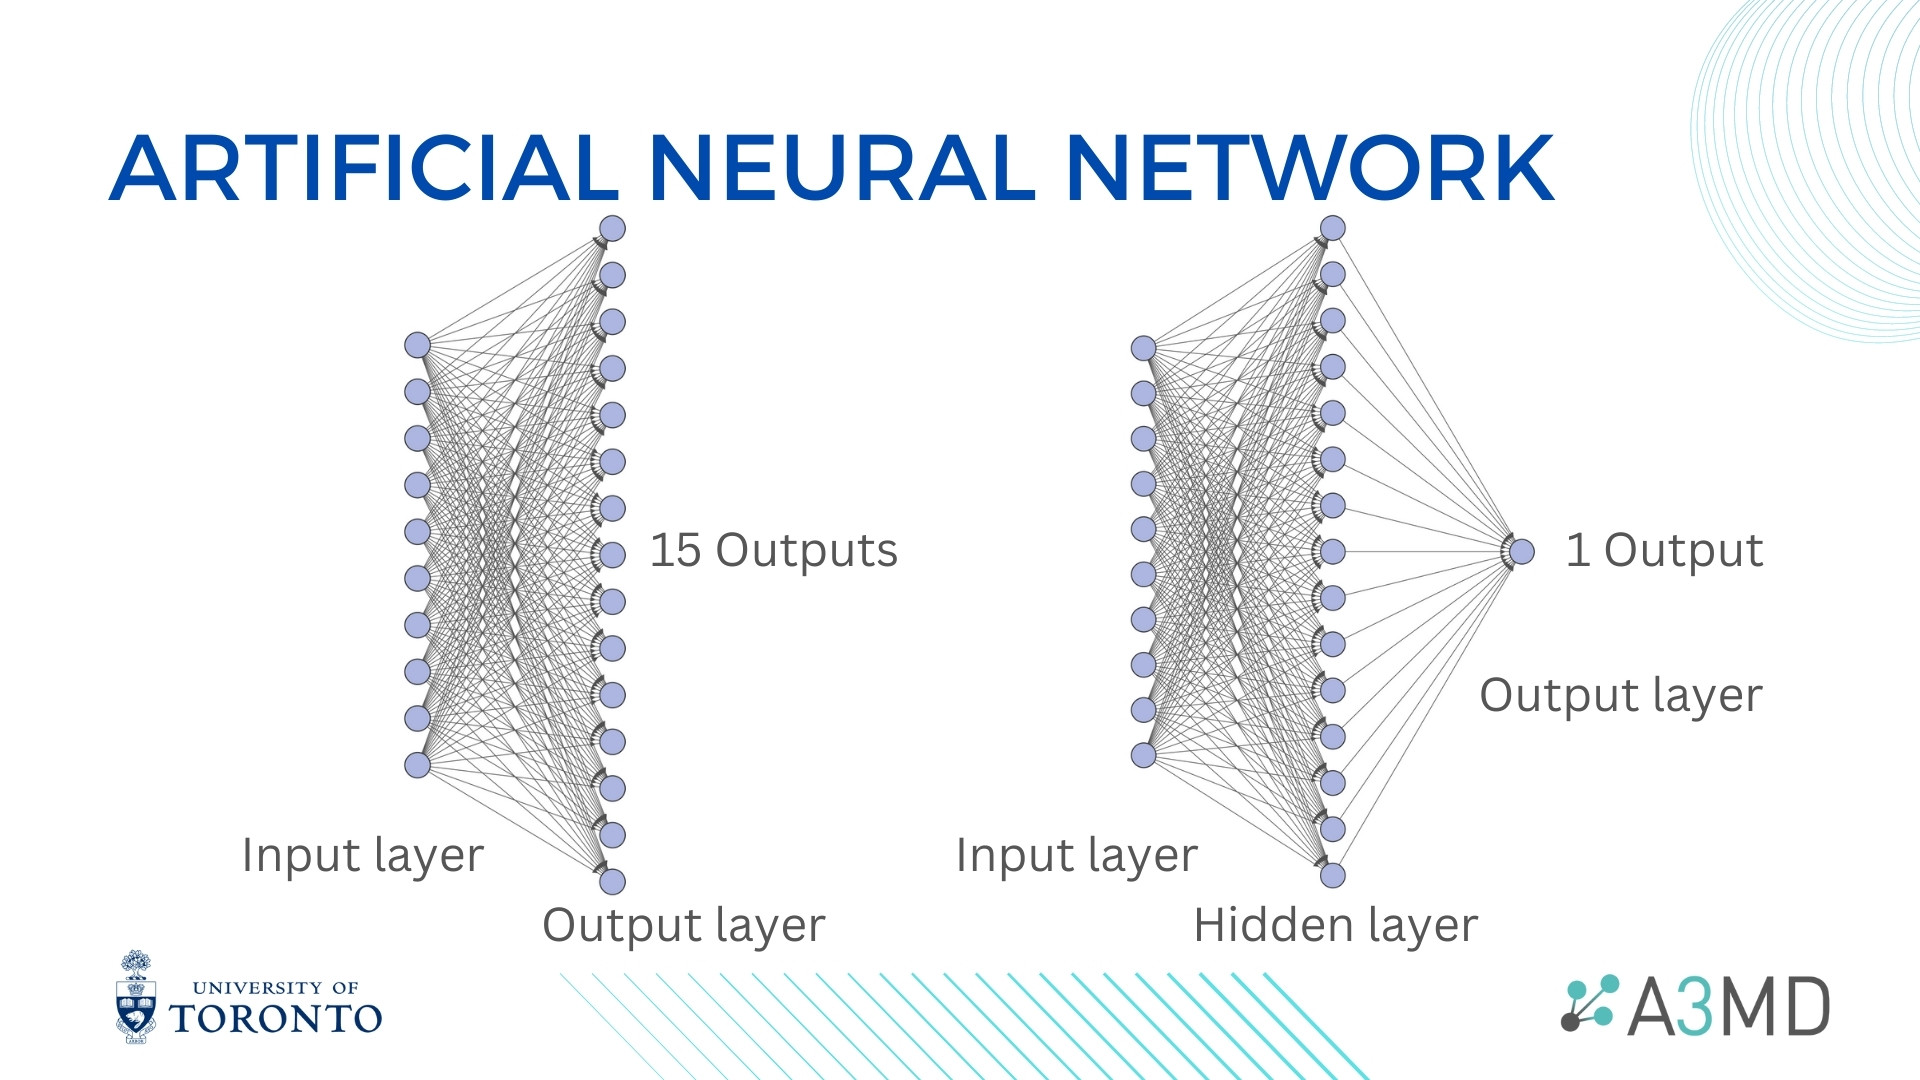 ARTIFICIAL NEURAL NETWORK
15 Outputs
Input layer
Output layer
1 Output
Output layer
Input layer
Hidden layer
UNIVERSITY OF
TORONTO
A3MD